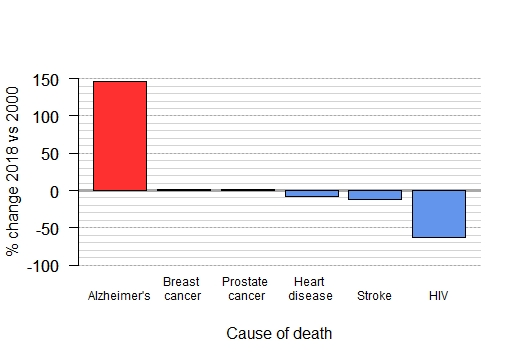 % change 2018 vs 2000
150
100
50
0
-50
-100
Alzheimer's
Breast
cancer
Prostate
cancer
Heart
disease
Stroke
HIV
Cause of death